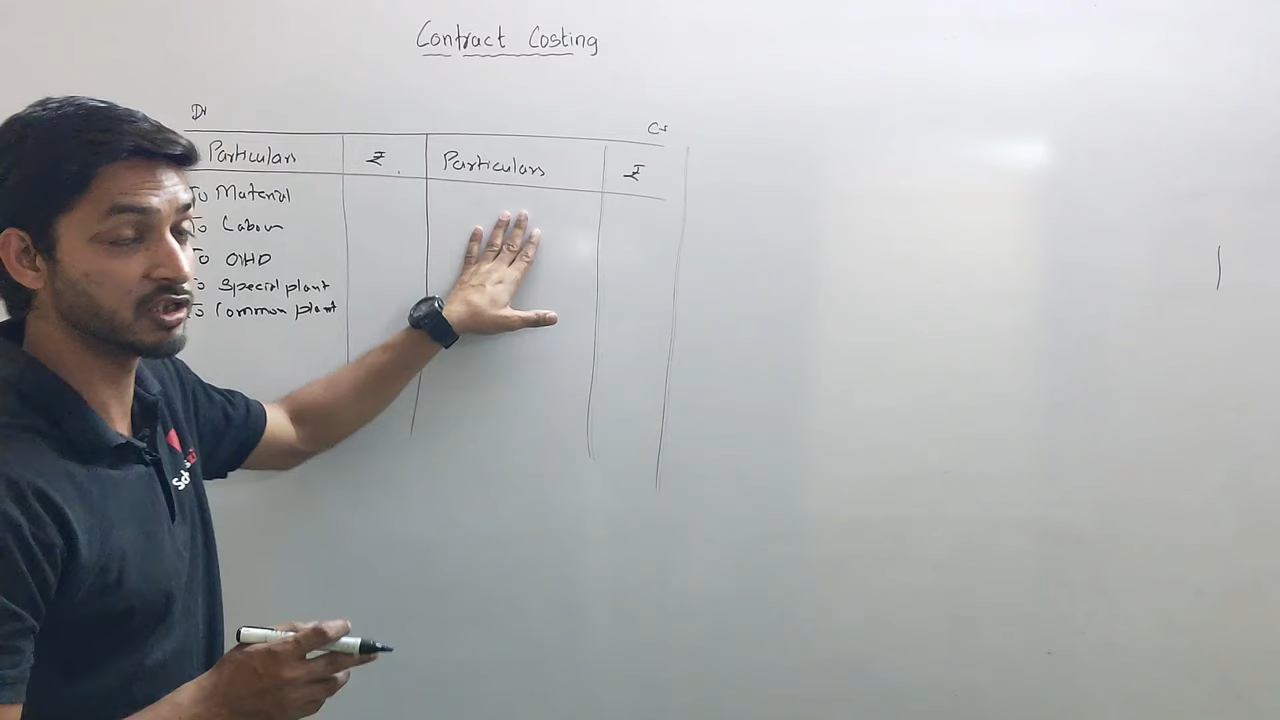 Contract Costing
Dr
Cr
Particulars ₹ Particulars ₹
To Material
To Labour
To OHD
To Special plant
To Common plant